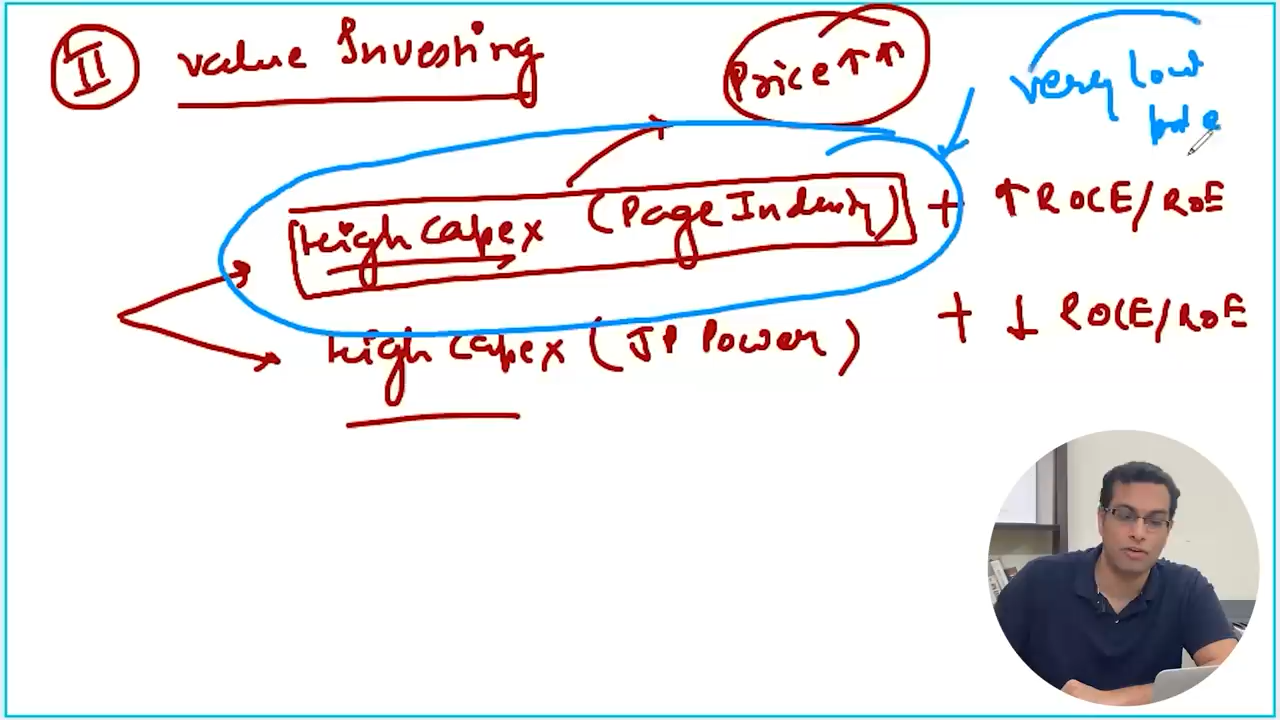 II value Investing
Price ↑↑
very low
High Capex (Page Industry) + ↑ ROCE/ROE
High Capex (JP Power) + ↓ ROCE/ROE